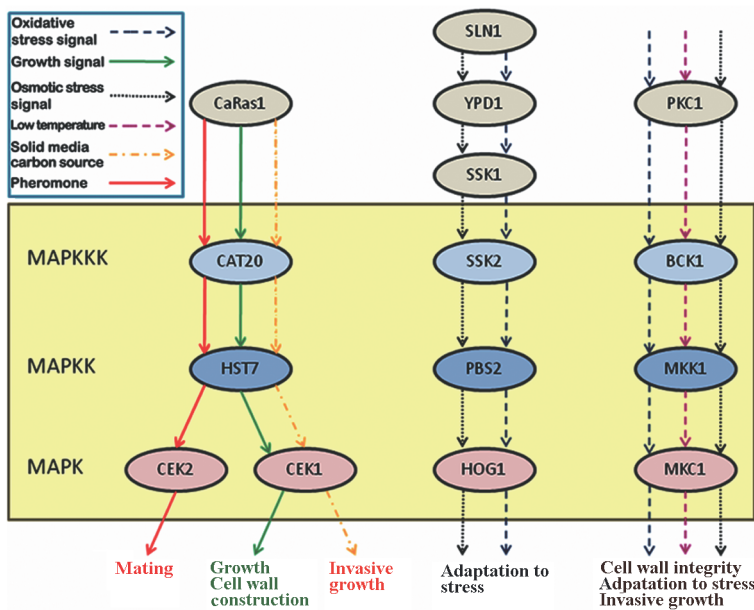 Oxidative
stress signal
Growth signal
Osmotic stress
signal
Low temperature
Solid media
carbon source
Pheromone
SLN1
CaRas1
YPD1
PKC1
SSK1
MAPKKK
CAT20
SSK2
BCK1
MAPKK
HST7
PBS2
MKK1
MAPK
CEK2
CEK1
HOG1
MKC1
Mating
Growth
Cell wall
construction
Invasive
growth
Adaptation to
stress
Cell wall integrity
Adpatation to stress
Invasive growth